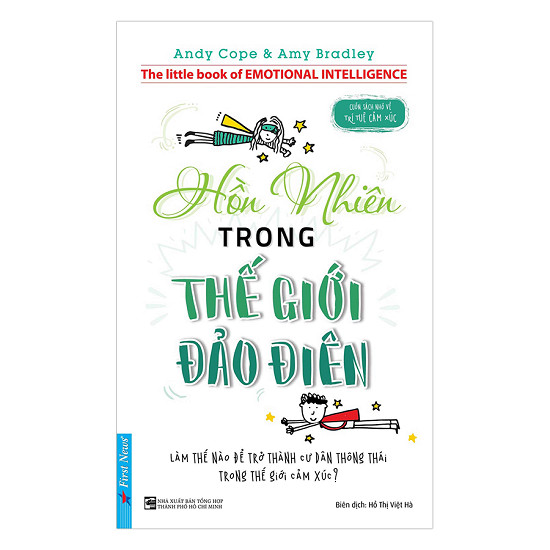 Andy Cope & Amy Bradley
The little book of EMOTIONAL INTELLIGENCE
CUỐN SÁCH NHỎ VỀ
TRÍ TUỆ CẢM XÚC
Hồn Nhiên
TRONG
THẾ GIỚI
ĐẢO ĐIÊN
LÀM THẾ NÀO ĐỂ TRỞ THÀNH CƯ DÂN THÔNG THÁI
TRONG THẾ GIỚI CẢM XÚC?
First News
NHÀ XUẤT BẢN TỔNG HỢP
THÀNH PHỐ HỒ CHÍ MINH
Biên dịch: Hồ Thị Việt Hà